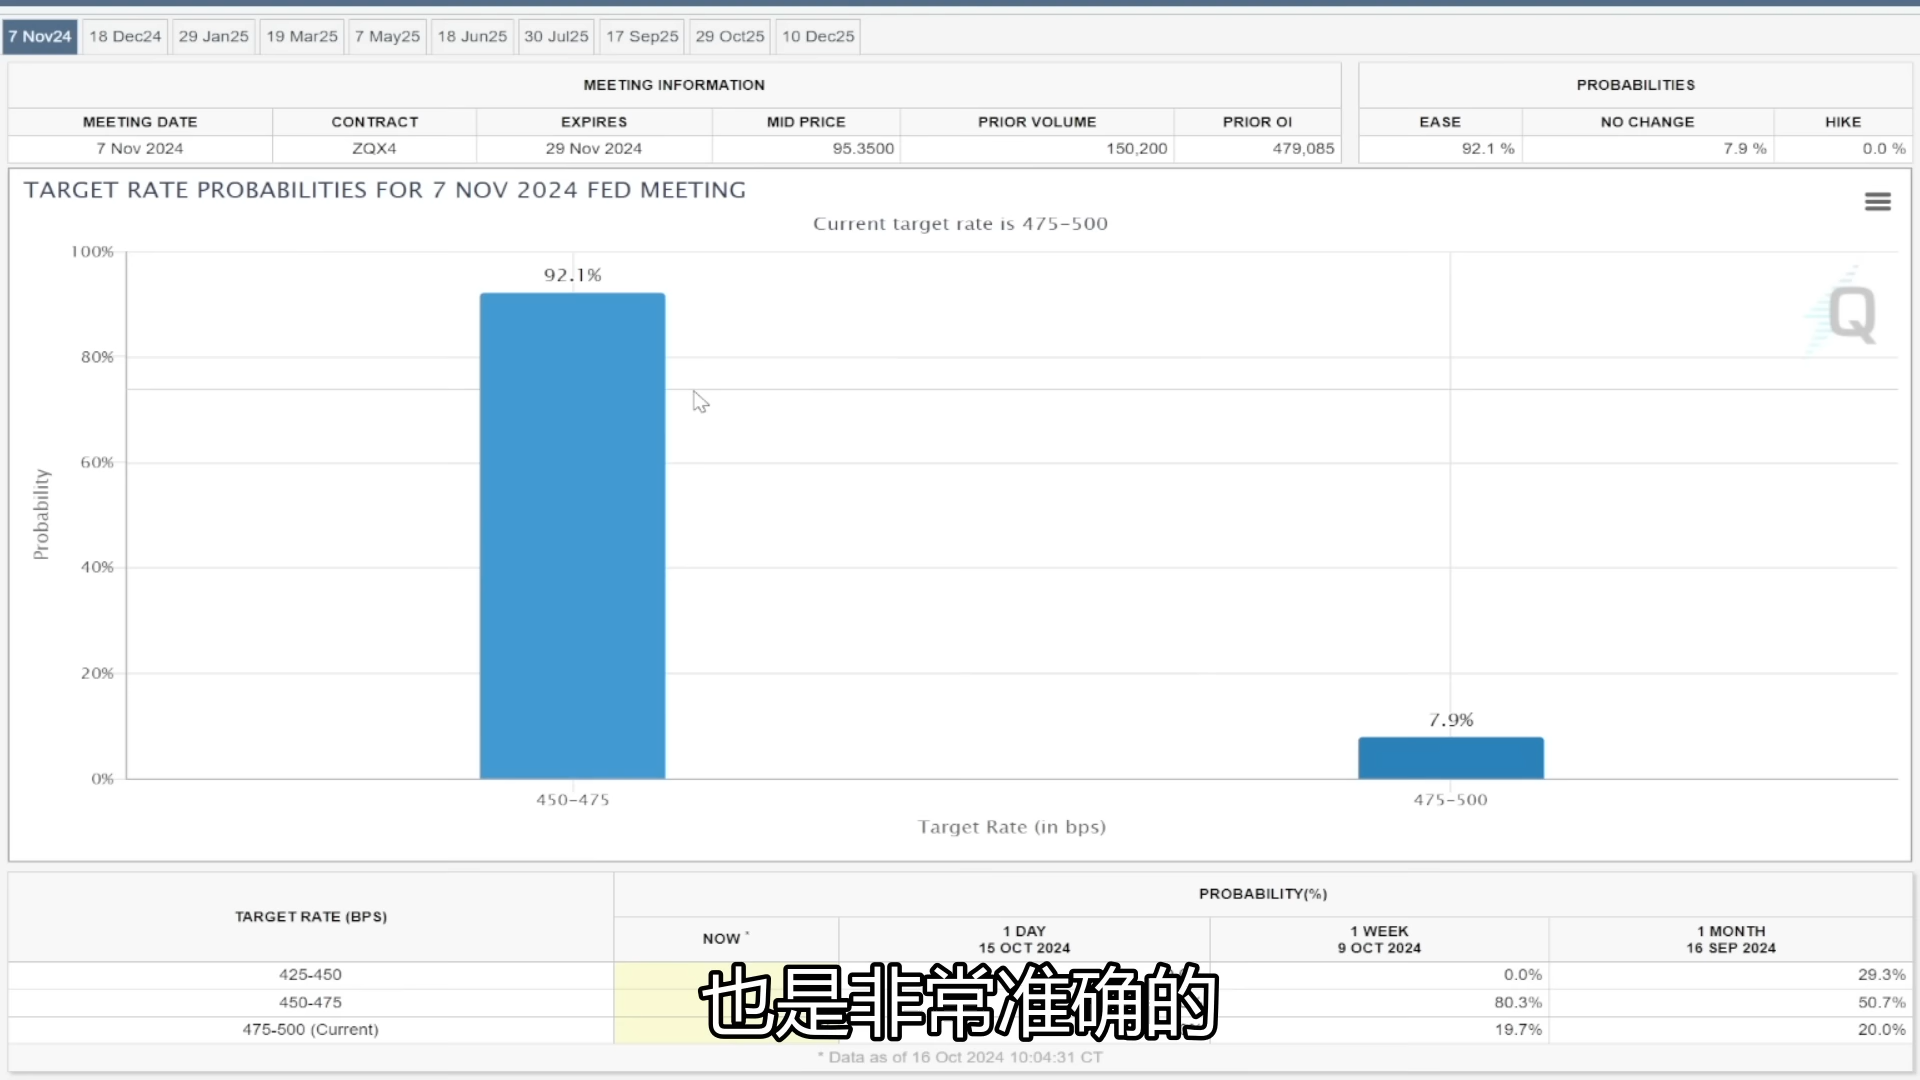 7 Nov24 18 Dec24 29 Jan25 19 Mar25 7 May25 18 Jun25 30 Jul25 17 Sep25 29 Oct25 10 Dec25
MEETING INFORMATION
MEETING DATE CONTRACT EXPIRES MID PRICE PRIOR VOLUME PRIOR OI
7 Nov 2024 ZQX4 29 Nov 2024 95.3500 150,200 479,085
PROBABILITIES
EASE NO CHANGE HIKE
92.1 % 7.9 % 0.0 %
TARGET RATE PROBABILITIES FOR 7 NOV 2024 FED MEETING
Current target rate is 475-500
100%
80%
60%
40%
20%
0%
Probability
92.1%
7.9%
Q
450-475 475-500
Target Rate (in bps)
TARGET RATE (BPS) PROBABILITY(%)
NOW * 1 DAY 1 WEEK 1 MONTH
15 OCT 2024 9 OCT 2024 16 SEP 2024
425-450 0.0% 29.3%
450-475 80.3% 50.7%
475-500 (Current) 19.7% 20.0%
也是非常准确的
* Data as of 16 Oct 2024 10:04:31 CT